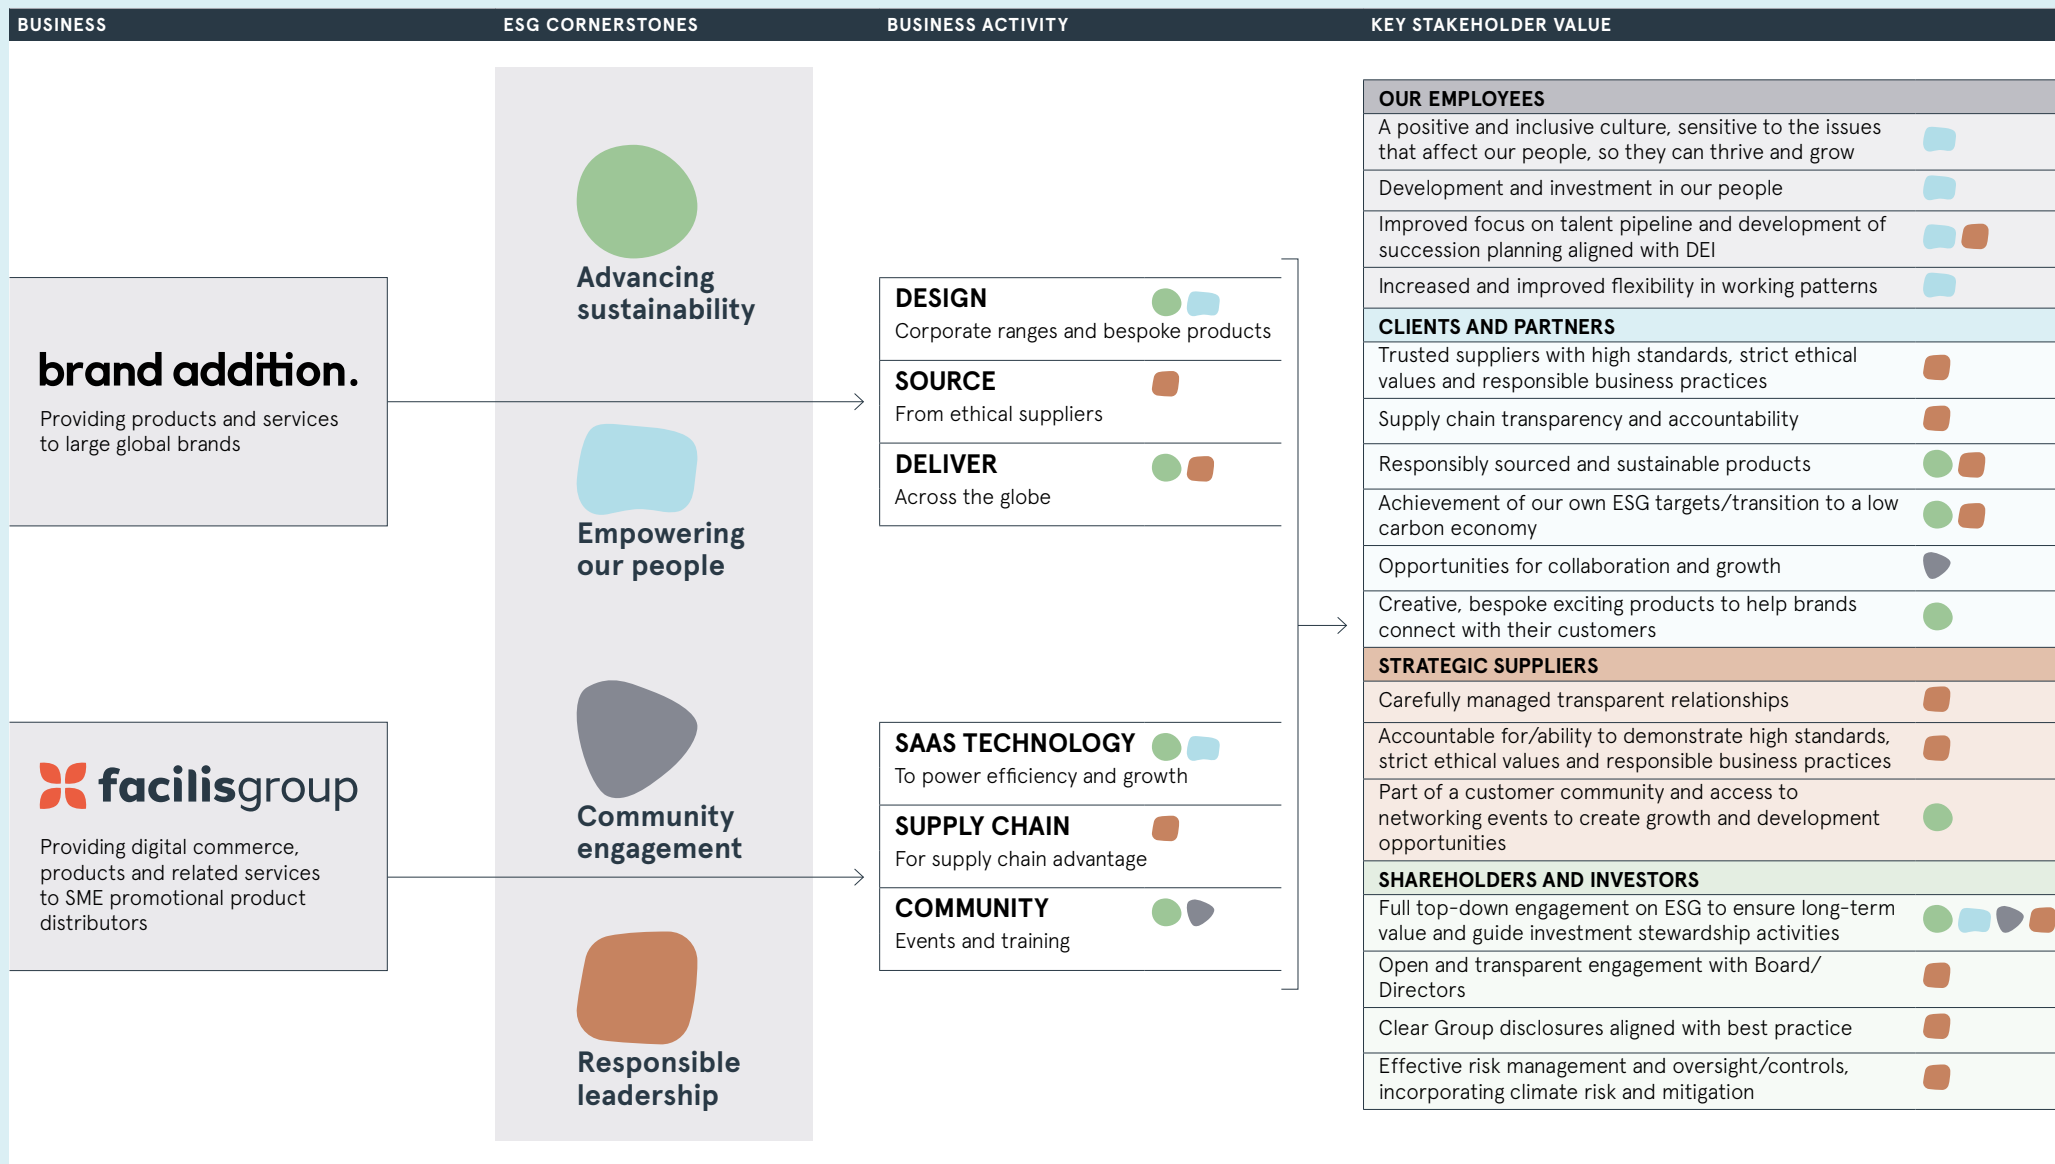 BUSINESS
ESG CORNERSTONES
BUSINESS ACTIVITY
KEY STAKEHOLDER VALUE
brand addition.
Providing products and services
to large global brands
facilisgroup
Providing digital commerce,
products and related services
to SME promotional product
distributors
Advancing
sustainability
Empowering
our people
Community
engagement
Responsible
leadership
DESIGN
Corporate ranges and bespoke products
SOURCE
From ethical suppliers
DELIVER
Across the globe
SAAS TECHNOLOGY
To power efficiency and growth
SUPPLY CHAIN
For supply chain advantage
COMMUNITY
Events and training
OUR EMPLOYEES
A positive and inclusive culture, sensitive to the issues
that affect our people, so they can thrive and grow
Development and investment in our people
Improved focus on talent pipeline and development of
succession planning aligned with DEI
Increased and improved flexibility in working patterns
CLIENTS AND PARTNERS
Trusted suppliers with high standards, strict ethical
values and responsible business practices
Supply chain transparency and accountability
Responsibly sourced and sustainable products
Achievement of our own ESG targets/transition to a low
carbon economy
Opportunities for collaboration and growth
Creative, bespoke exciting products to help brands
connect with their customers
STRATEGIC SUPPLIERS
Carefully managed transparent relationships
Accountable for/ability to demonstrate high standards,
strict ethical values and responsible business practices
Part of a customer community and access to
networking events to create growth and development
opportunities
SHAREHOLDERS AND INVESTORS
Full top-down engagement on ESG to ensure long-term
value and guide investment stewardship activities
Open and transparent engagement with Board/
Directors
Clear Group disclosures aligned with best practice
Effective risk management and oversight/controls,
incorporating climate risk and mitigation